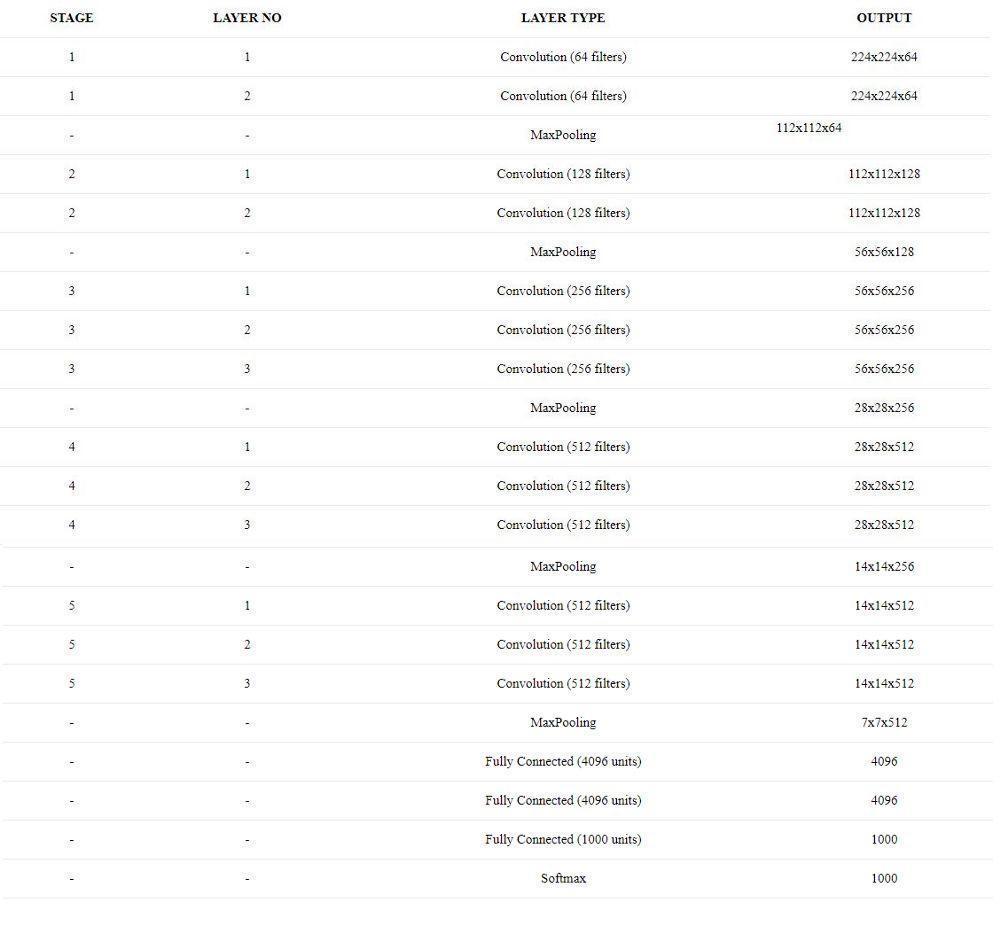 STAGE LAYER NO LAYER TYPE OUTPUT
1 1 Convolution (64 filters) 224x224x64
1 2 Convolution (64 filters) 224x224x64
- - MaxPooling 112x112x64
2 1 Convolution (128 filters) 112x112x128
2 2 Convolution (128 filters) 112x112x128
- - MaxPooling 56x56x128
3 1 Convolution (256 filters) 56x56x256
3 2 Convolution (256 filters) 56x56x256
3 3 Convolution (256 filters) 56x56x256
- - MaxPooling 28x28x256
4 1 Convolution (512 filters) 28x28x512
4 2 Convolution (512 filters) 28x28x512
4 3 Convolution (512 filters) 28x28x512
- - MaxPooling 14x14x256
5 1 Convolution (512 filters) 14x14x512
5 2 Convolution (512 filters) 14x14x512
5 3 Convolution (512 filters) 14x14x512
- - MaxPooling 7x7x512
- - Fully Connected (4096 units) 4096
- - Fully Connected (4096 units) 4096
- - Fully Connected (1000 units) 1000
- - Softmax 1000